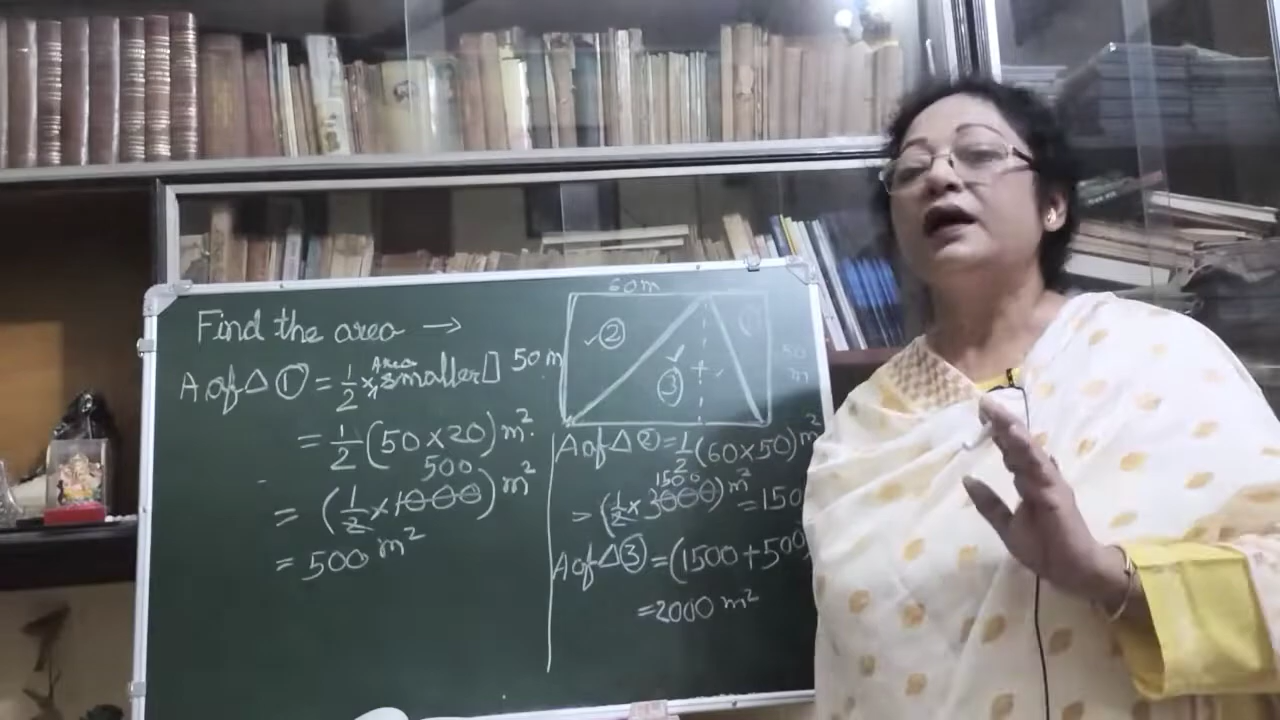 Find the area →
A of △ ① = 1/2 × Area smaller ▯
= 1/2 (50×20) m².
500
= (1/2 × 1000) m²
= 500 m²
60m
50 m
②
③
50
m
A of △ ② = 1/2 (60×50) m²
1500
= (1/2 × 3000) m² = 150
A of △ ③ = (1500 + 500)
= 2000 m²